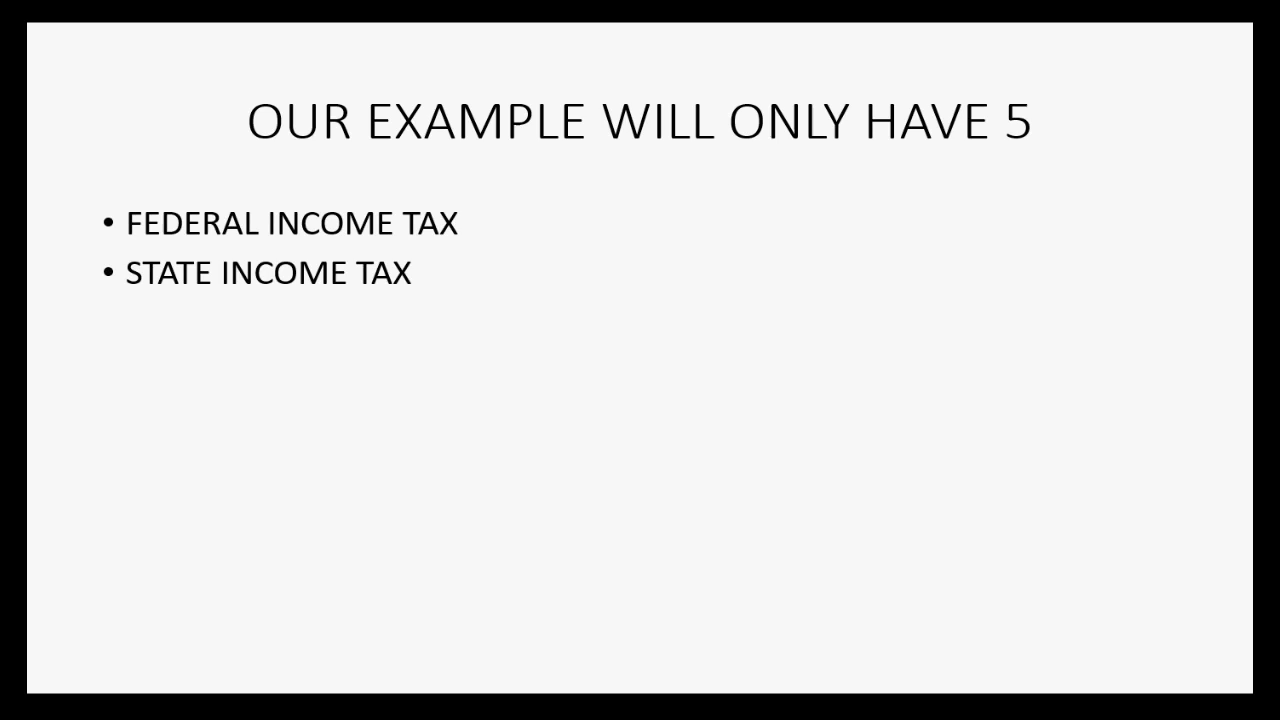 OUR EXAMPLE WILL ONLY HAVE 5
• FEDERAL INCOME TAX
• STATE INCOME TAX